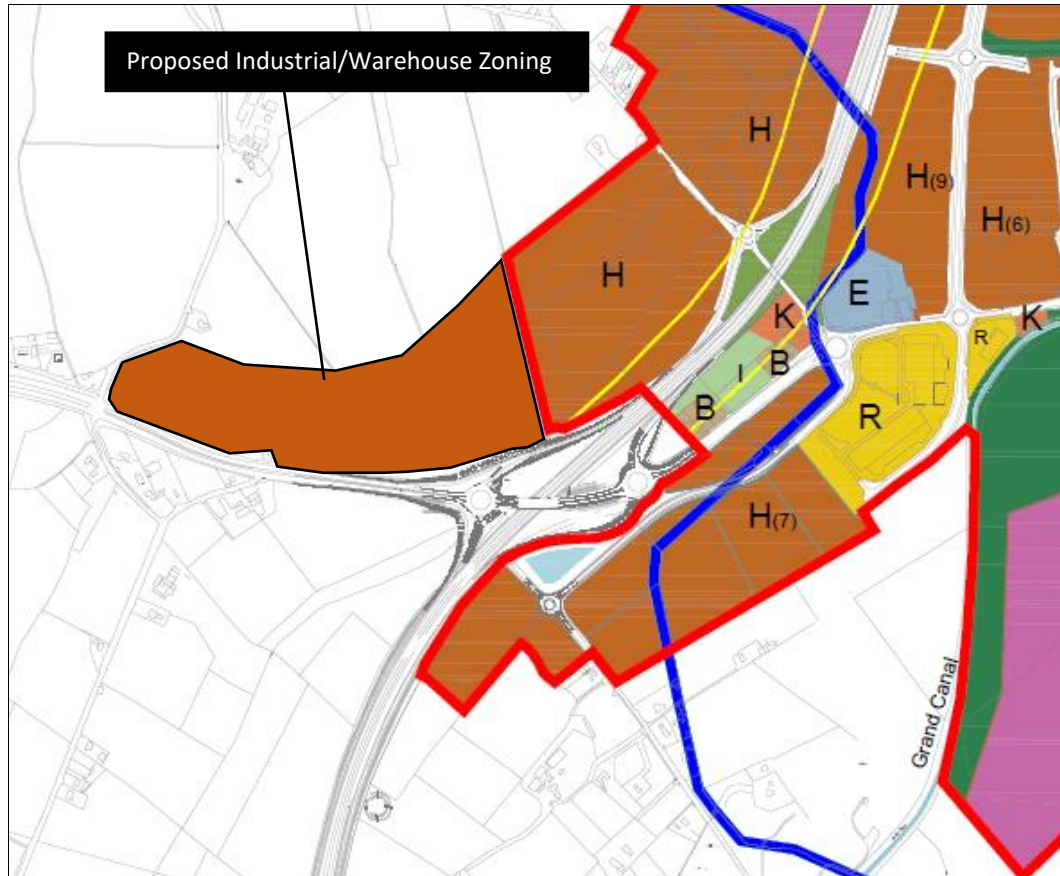 Proposed Industrial/Warehouse Zoning
H
H(9)
H(6)
H
E
K
K
R
B
I
B
R
H(7)
Grand Canal